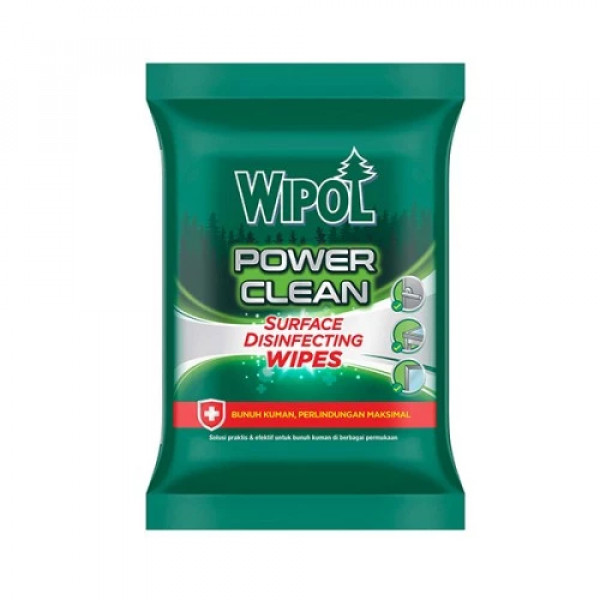 WIPOL
POWER
CLEAN
SURFACE
DISINFECTING
WIPES
BUNUH KUMAN, PERLINDUNGAN MAKSIMAL
Solusi praktis & efektif untuk bunuh kuman di berbagai permukaan